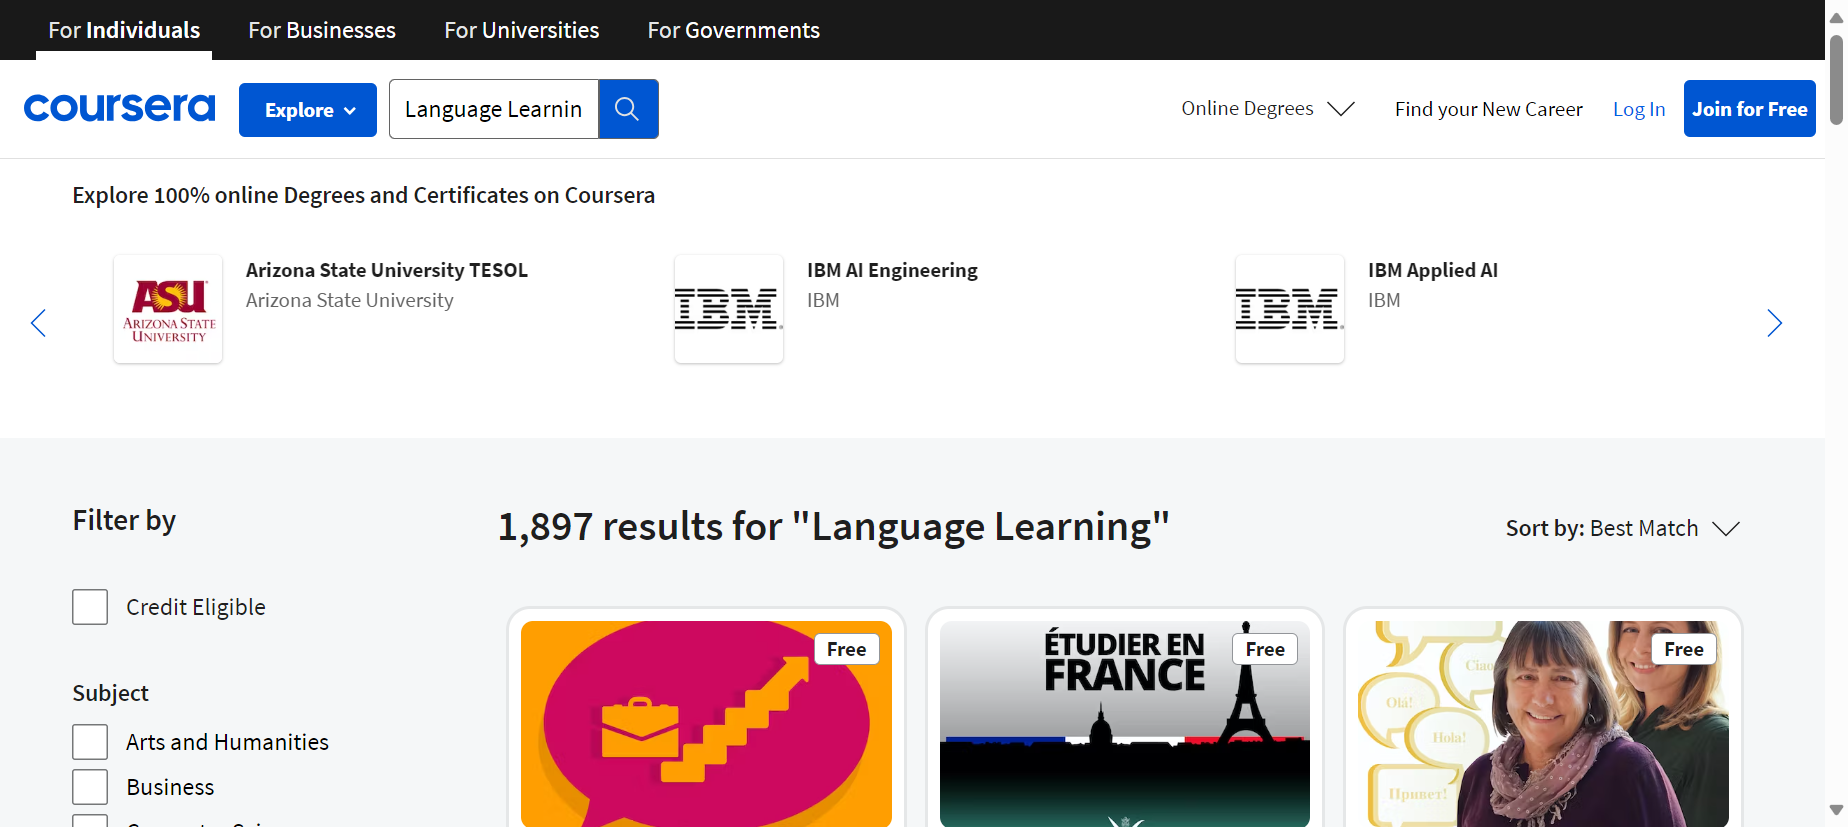 For Individuals
For Businesses
For Universities
For Governments
coursera
Explore
Language Learnin
Online Degrees
Find your New Career
Log In
Join for Free
Explore 100% online Degrees and Certificates on Coursera
ASU
ARIZONA STATE
UNIVERSITY
Arizona State University TESOL
Arizona State University
IBM
IBM AI Engineering
IBM
IBM
IBM Applied AI
IBM
Filter by
1,897 results for "Language Learning"
Sort by: Best Match
Credit Eligible
Subject
Arts and Humanities
Business
Free
ÉTUDIER EN
FRANCE
Free
Ciao
Olá!
Hola!
Привет!
Free